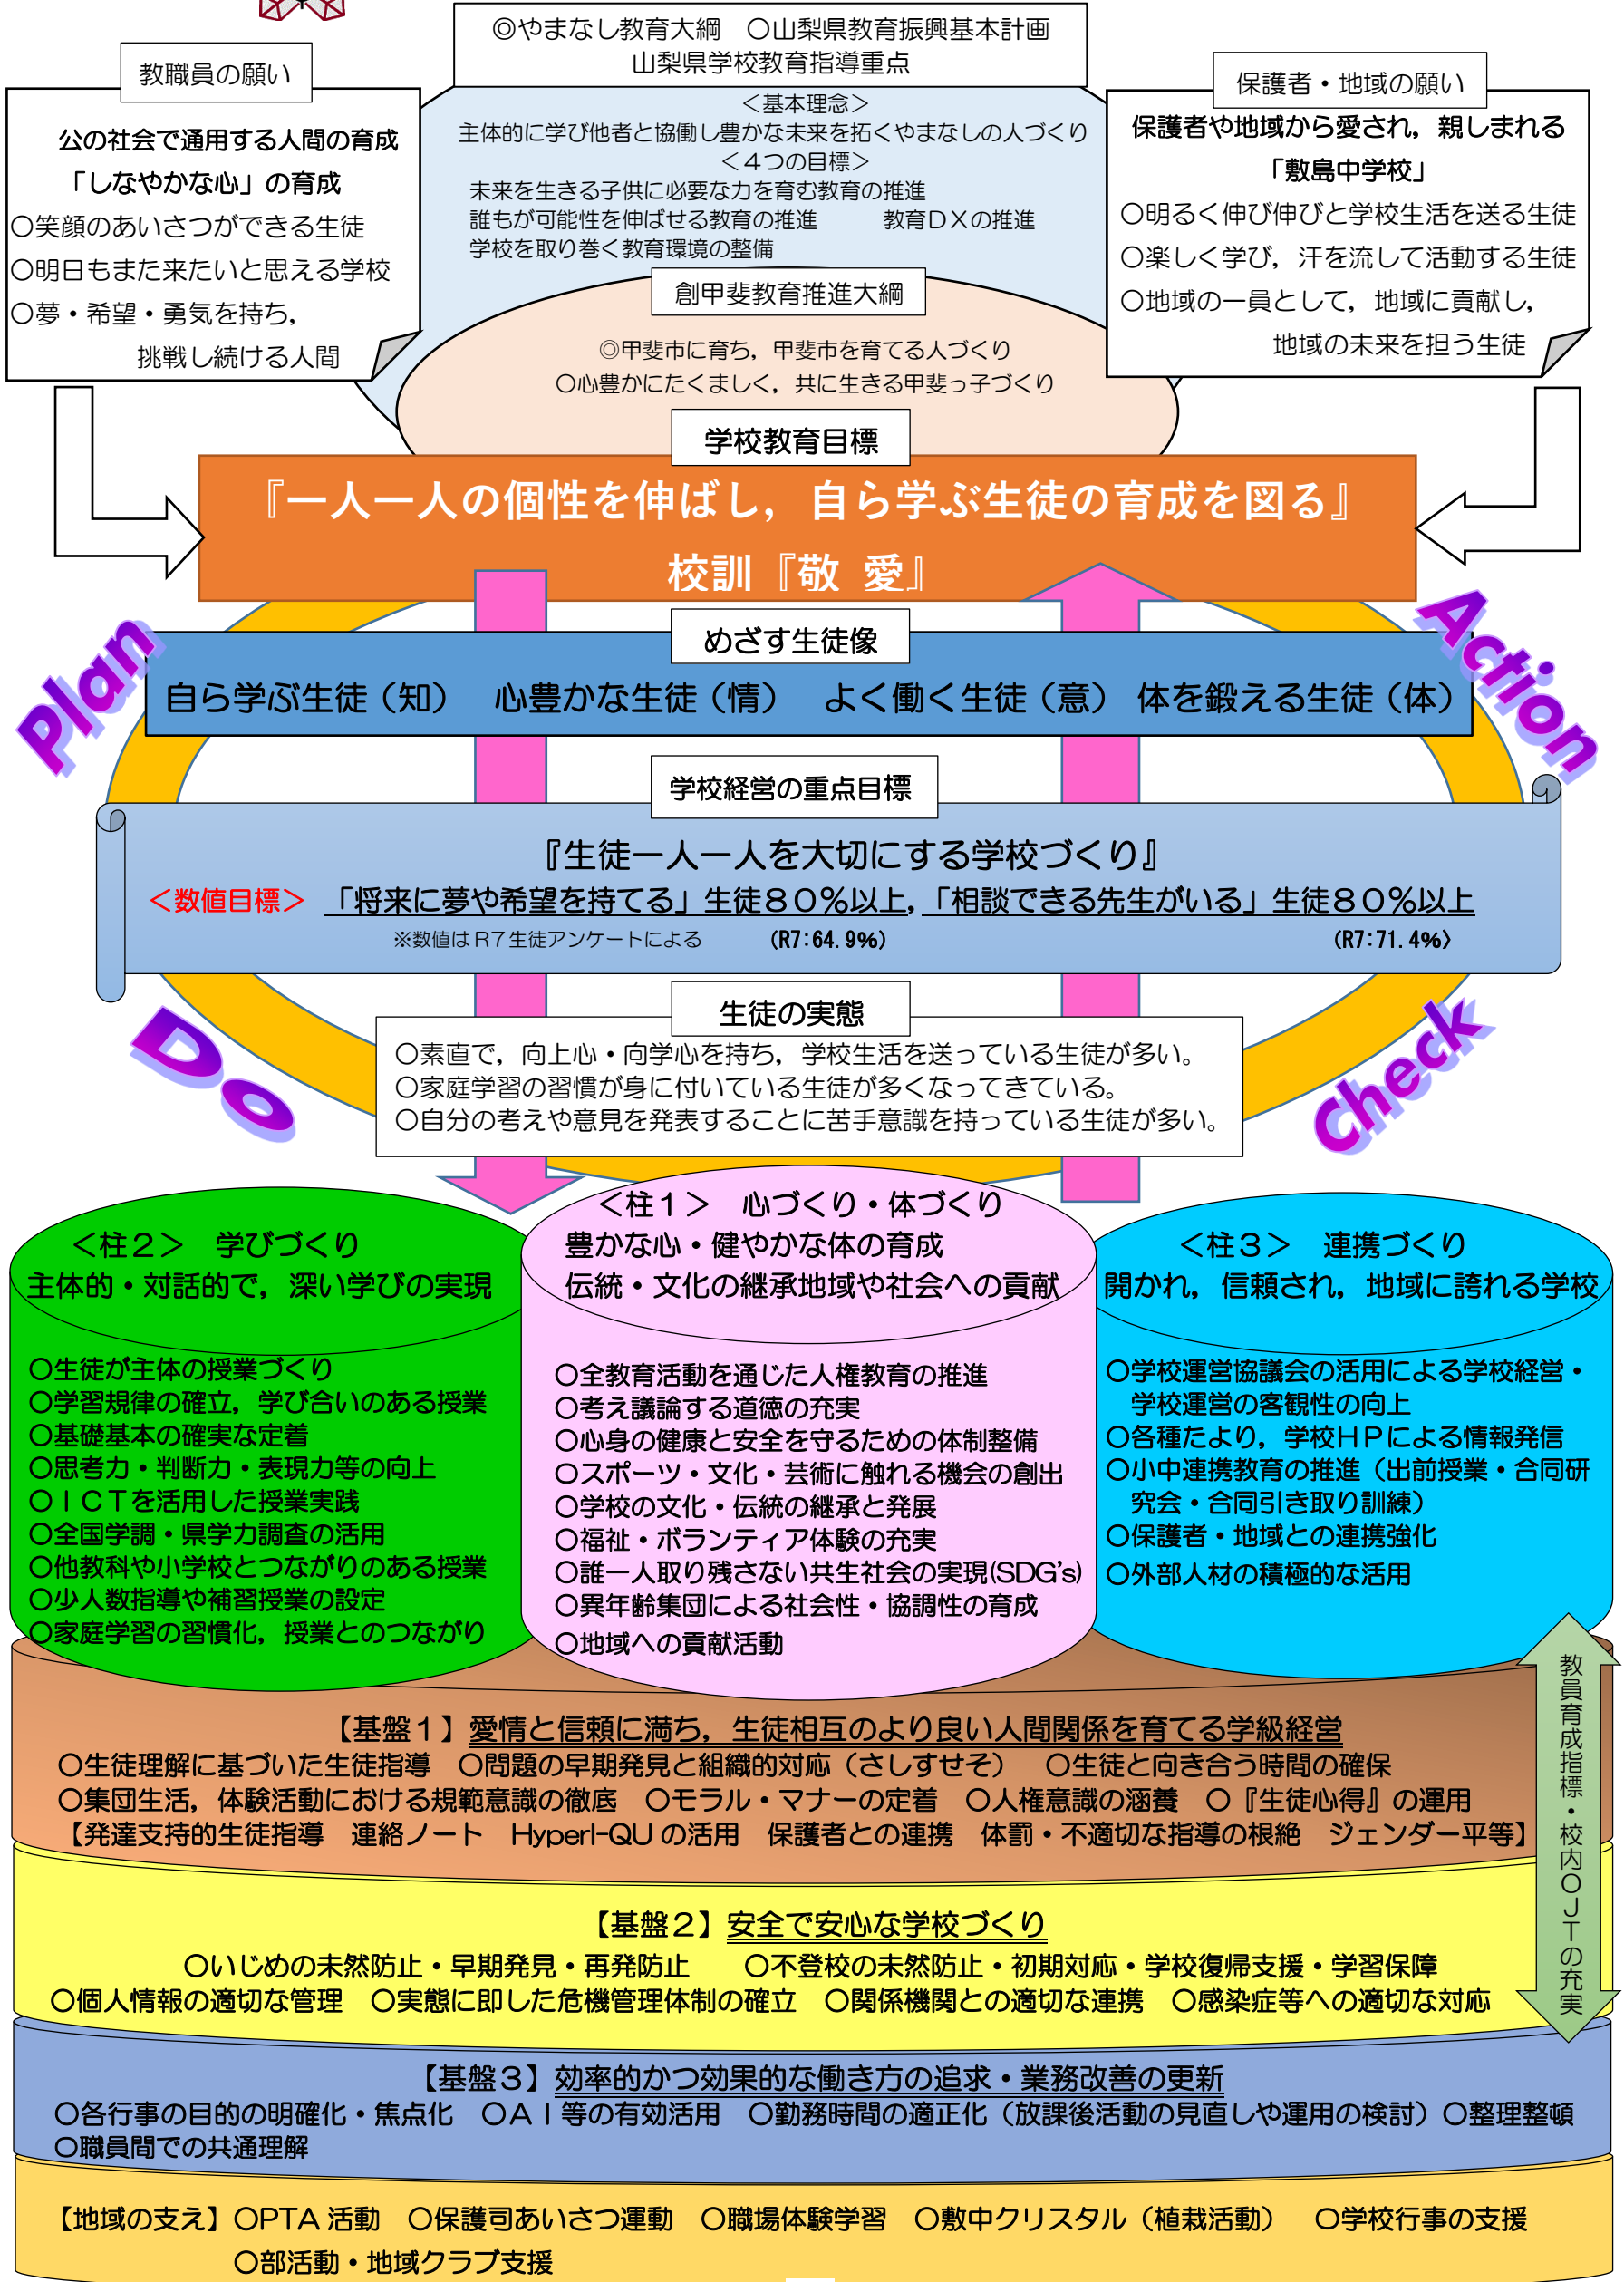 ◎やまなし教育大綱　〇山梨県教育振興基本計画
山梨県学校教育指導重点
教職員の願い
公の社会で通用する人間の育成
「しなやかな心」の育成
〇笑顔のあいさつができる生徒
〇明日もまた来たいと思える学校
〇夢・希望・勇気を持ち，
挑戦し続ける人間
＜基本理念＞
主体的に学び他者と協働し豊かな未来を拓くやまなしの人づくり
＜４つの目標＞
未来を生きる子供に必要な力を育む教育の推進
誰もが可能性を伸ばせる教育の推進　　　教育ＤＸの推進
学校を取り巻く教育環境の整備
保護者・地域の願い
保護者や地域から愛され，親しまれる
「敷島中学校」
〇明るく伸び伸びと学校生活を送る生徒
〇楽しく学び，汗を流して活動する生徒
〇地域の一員として，地域に貢献し，
地域の未来を担う生徒
創甲斐教育推進大綱
◎甲斐市に育ち，甲斐市を育てる人づくり
〇心豊かにたくましく，共に生きる甲斐っ子づくり
学校教育目標
『一人一人の個性を伸ばし，自ら学ぶ生徒の育成を図る』
校訓『敬 愛』
Plan
Action
めざす生徒像
自ら学ぶ生徒（知）　心豊かな生徒（情）　よく働く生徒（意）　体を鍛える生徒（体）
学校経営の重点目標
『生徒一人一人を大切にする学校づくり』
＜数値目標＞　「将来に夢や希望を持てる」生徒８０％以上，「相談できる先生がいる」生徒８０％以上
※数値はＲ７生徒アンケートによる　　（R7：64.9％）　　（R7：71.4％〉
Do
Check
生徒の実態
〇素直で，向上心・向学心を持ち，学校生活を送っている生徒が多い。
〇家庭学習の習慣が身に付いている生徒が多くなってきている。
〇自分の考えや意見を発表することに苦手意識を持っている生徒が多い。
＜柱２＞　学びづくり
主体的・対話的で，深い学びの実現
〇生徒が主体の授業づくり
〇学習規律の確立，学び合いのある授業
〇基礎基本の確実な定着
〇思考力・判断力・表現力等の向上
〇ＩＣＴを活用した授業実践
〇全国学調・県学力調査の活用
〇他教科や小学校とつながりのある授業
〇少人数指導や補習授業の設定
〇家庭学習の習慣化，授業とのつながり
＜柱１＞　心づくり・体づくり
豊かな心・健やかな体の育成
伝統・文化の継承地域や社会への貢献
〇全教育活動を通じた人権教育の推進
〇考え議論する道徳の充実
〇心身の健康と安全を守るための体制整備
〇スポーツ・文化・芸術に触れる機会の創出
〇学校の文化・伝統の継承と発展
〇福祉・ボランティア体験の充実
〇誰一人取り残さない共生社会の実現(SDG's)
〇異年齢集団による社会性・協調性の育成
〇地域への貢献活動
＜柱３＞　連携づくり
開かれ，信頼され，地域に誇れる学校
〇学校運営協議会の活用による学校経営・
学校運営の客観性の向上
〇各種たより，学校ＨＰによる情報発信
〇小中連携教育の推進（出前授業・合同研
究会・合同引き取り訓練）
〇保護者・地域との連携強化
〇外部人材の積極的な活用
教員育成指標・校内ＯＪＴの充実
【基盤１】愛情と信頼に満ち，生徒相互のより良い人間関係を育てる学級経営
〇生徒理解に基づいた生徒指導　〇問題の早期発見と組織的対応（さしすせそ）　〇生徒と向き合う時間の確保
〇集団生活，体験活動における規範意識の徹底　〇モラル・マナーの定着　〇人権意識の涵養　〇『生徒心得』の運用
【発達支持的生徒指導　連絡ノート　HyperI-QUの活用　保護者との連携　体罰・不適切な指導の根絶　ジェンダー平等】
【基盤２】安全で安心な学校づくり
〇いじめの未然防止・早期発見・再発防止　　〇不登校の未然防止・初期対応・学校復帰支援・学習保障
〇個人情報の適切な管理　〇実態に即した危機管理体制の確立　〇関係機関との適切な連携　〇感染症等への適切な対応
【基盤３】効率的かつ効果的な働き方の追求・業務改善の更新
〇各行事の目的の明確化・焦点化　〇ＡＩ等の有効活用　〇勤務時間の適正化（放課後活動の見直しや運用の検討）〇整理整頓
〇職員間での共通理解
【地域の支え】〇PTA活動　〇保護司あいさつ運動　〇職場体験学習　〇敷中クリスタル（植栽活動）　〇学校行事の支援
〇部活動・地域クラブ支援